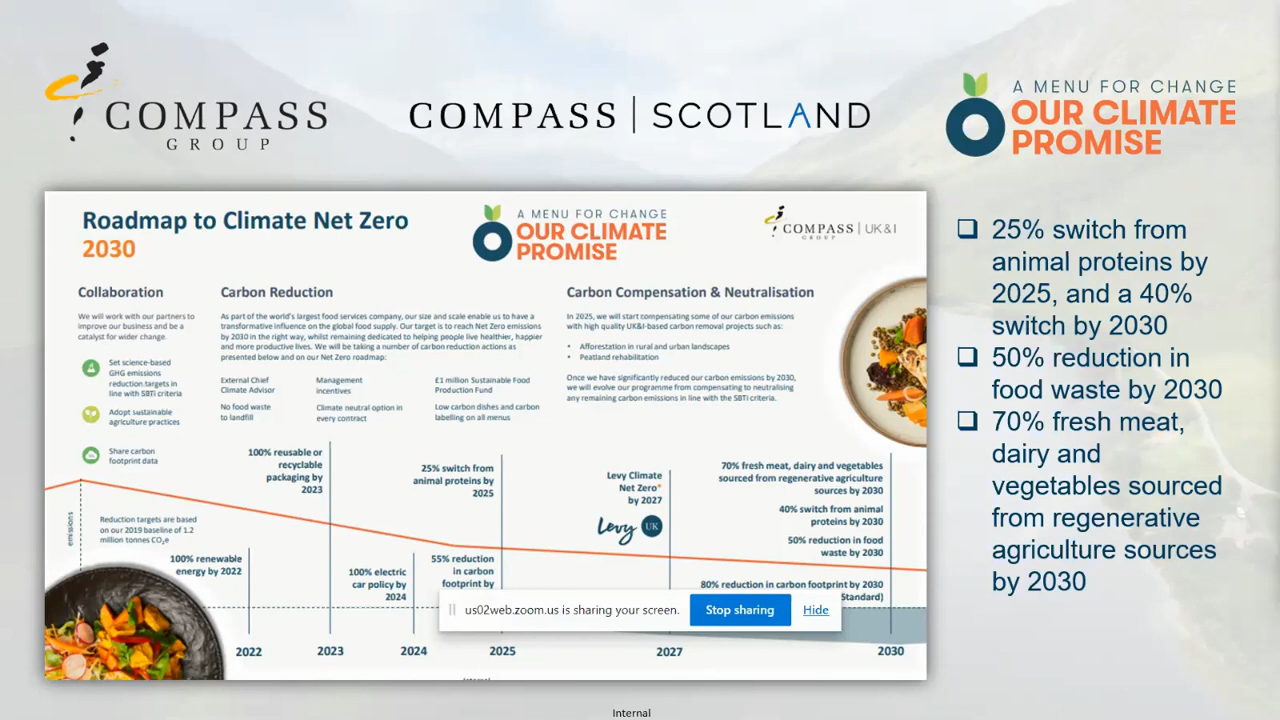 COMPASS
GROUP
COMPASS | SCOTLAND
A MENU FOR CHANGE
OUR CLIMATE
PROMISE
Roadmap to Climate Net Zero
2030
A MENU FOR CHANGE
OUR CLIMATE
PROMISE
COMPASS | UK&I
GROUP
Collaboration
We will work with our partners to
improve our business and be a
catalyst for wider change.
Set science-based
GHG emissions
reduction targets in
line with SBTi criteria
Adopt sustainable
agriculture practices
Share carbon
footprint data
Carbon Reduction
As part of the world's largest food services company, our size and scale enable us to have a
transformative influence on the global food supply. Our target is to reach Net Zero emissions
by 2030 in the right way, whilst remaining dedicated to helping people live healthier, happier
and more productive lives. We will be taking a number of carbon reduction actions as
presented below and on our Net Zero roadmap:
External Chief
Climate Advisor
Management
incentives
£1 million Sustainable Food
Production Fund
No food waste
to landfill
Climate neutral option in
every contract
Low carbon dishes and carbon
labelling on all menus
Carbon Compensation & Neutralisation
In 2025, we will start compensating some of our carbon emissions
with high quality UK&I-based carbon removal projects such as:
• Afforestation in rural and urban landscapes
• Peatland rehabilitation
Once we have significantly reduced our carbon emissions by 2030,
we will evolve our programme from compensating to neutralising
any remaining carbon emissions in line with the SBTi criteria.
100% reusable or
recyclable
packaging by
2023
25% switch from
animal proteins by
2025
Levy Climate
Net Zero*
by 2027
Levy UK
70% fresh meat, dairy and vegetables
sourced from regenerative agriculture
sources by 2030
40% switch from animal
proteins by 2030
50% reduction in food
waste by 2030
emissions
Reduction targets are based
on our 2019 baseline of 1.2
million tonnes CO₂e
100% renewable
energy by 2022
100% electric
car policy by
2024
55% reduction
in carbon
footprint by
80% reduction in carbon footprint by 2030
Standard)
us02web.zoom.us is sharing your screen.
Stop sharing
Hide
2022
2023
2024
2025
2027
2030
❑ 25% switch from
animal proteins by
2025, and a 40%
switch by 2030
❑ 50% reduction in
food waste by 2030
❑ 70% fresh meat,
dairy and
vegetables sourced
from regenerative
agriculture sources
by 2030
Internal